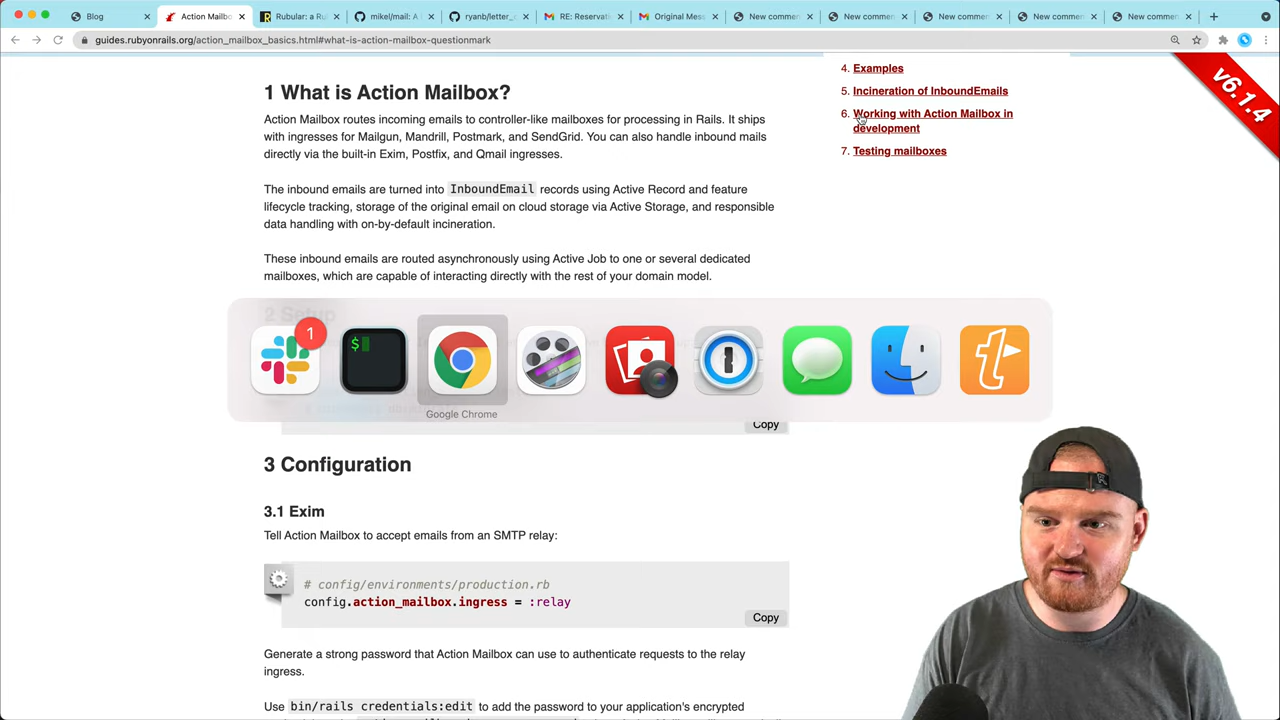 Blog
Action Mailbo
Rubular: a Ru
mikel/mail: A
ryanb/letter_
RE: Reservati
Original Mess
New commen
New commen
New commen
New commen
New commen
guides.rubyonrails.org/action_mailbox_basics.html#what-is-action-mailbox-questionmark
4. Examples
5. Incineration of InboundEmails
6. Working with Action Mailbox in
development
7. Testing mailboxes
v6.1.4
1 What is Action Mailbox?
Action Mailbox routes incoming emails to controller-like mailboxes for processing in Rails. It ships
with ingresses for Mailgun, Mandrill, Postmark, and SendGrid. You can also handle inbound mails
directly via the built-in Exim, Postfix, and Qmail ingresses.
The inbound emails are turned into InboundEmail records using Active Record and feature
lifecycle tracking, storage of the original email on cloud storage via Active Storage, and responsible
data handling with on-by-default incineration.
These inbound emails are routed asynchronously using Active Job to one or several dedicated
mailboxes, which are capable of interacting directly with the rest of your domain model.
2 Setup
1
$
Google Chrome
Copy
3 Configuration
3.1 Exim
Tell Action Mailbox to accept emails from an SMTP relay:
# config/environments/production.rb
config.action_mailbox.ingress = :relay
Copy
Generate a strong password that Action Mailbox can use to authenticate requests to the relay
ingress.
Use bin/rails credentials:edit to add the password to your application's encrypted